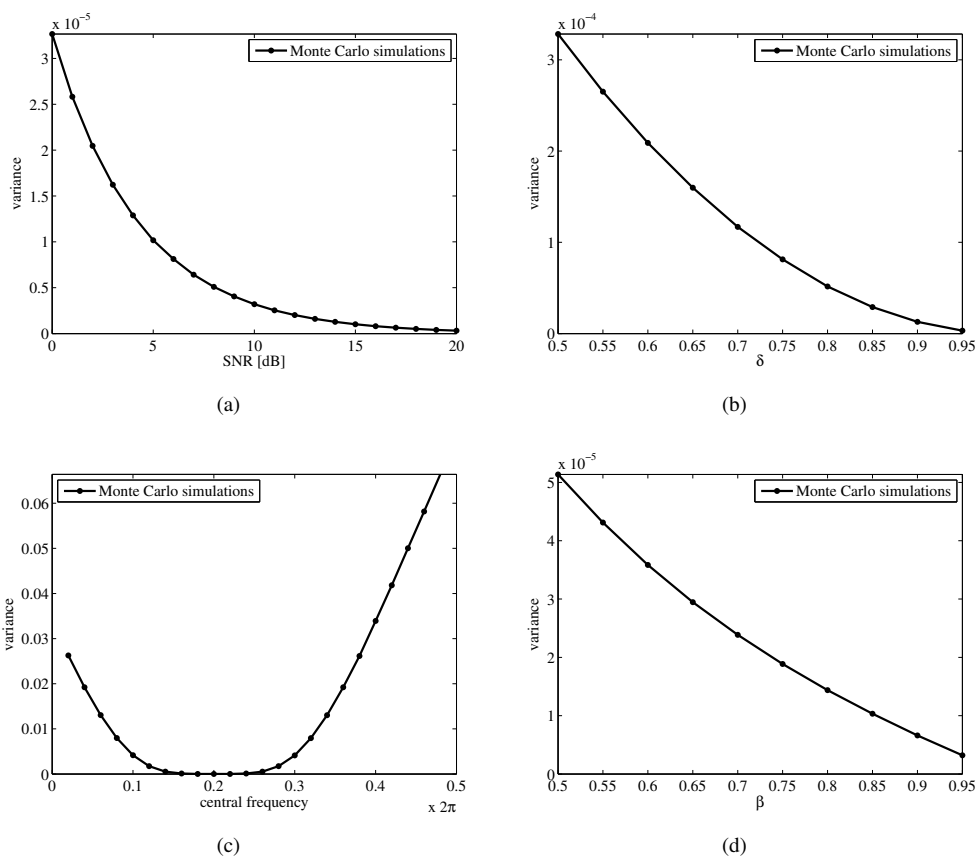 x 10⁻⁵
Monte Carlo simulations
3
2.5
2
1.5
1
0.5
0
variance
0 5 10 15 20
SNR [dB]
(a)
x 10⁻⁴
Monte Carlo simulations
3
2
1
0
variance
0.5 0.55 0.6 0.65 0.7 0.75 0.8 0.85 0.9 0.95
δ
(b)
Monte Carlo simulations
0.06
0.05
0.04
0.03
0.02
0.01
0
variance
0 0.1 0.2 0.3 0.4 0.5
central frequency
x 2π
(c)
x 10⁻⁵
Monte Carlo simulations
5
4
3
2
1
0
variance
0.5 0.55 0.6 0.65 0.7 0.75 0.8 0.85 0.9 0.95
β
(d)